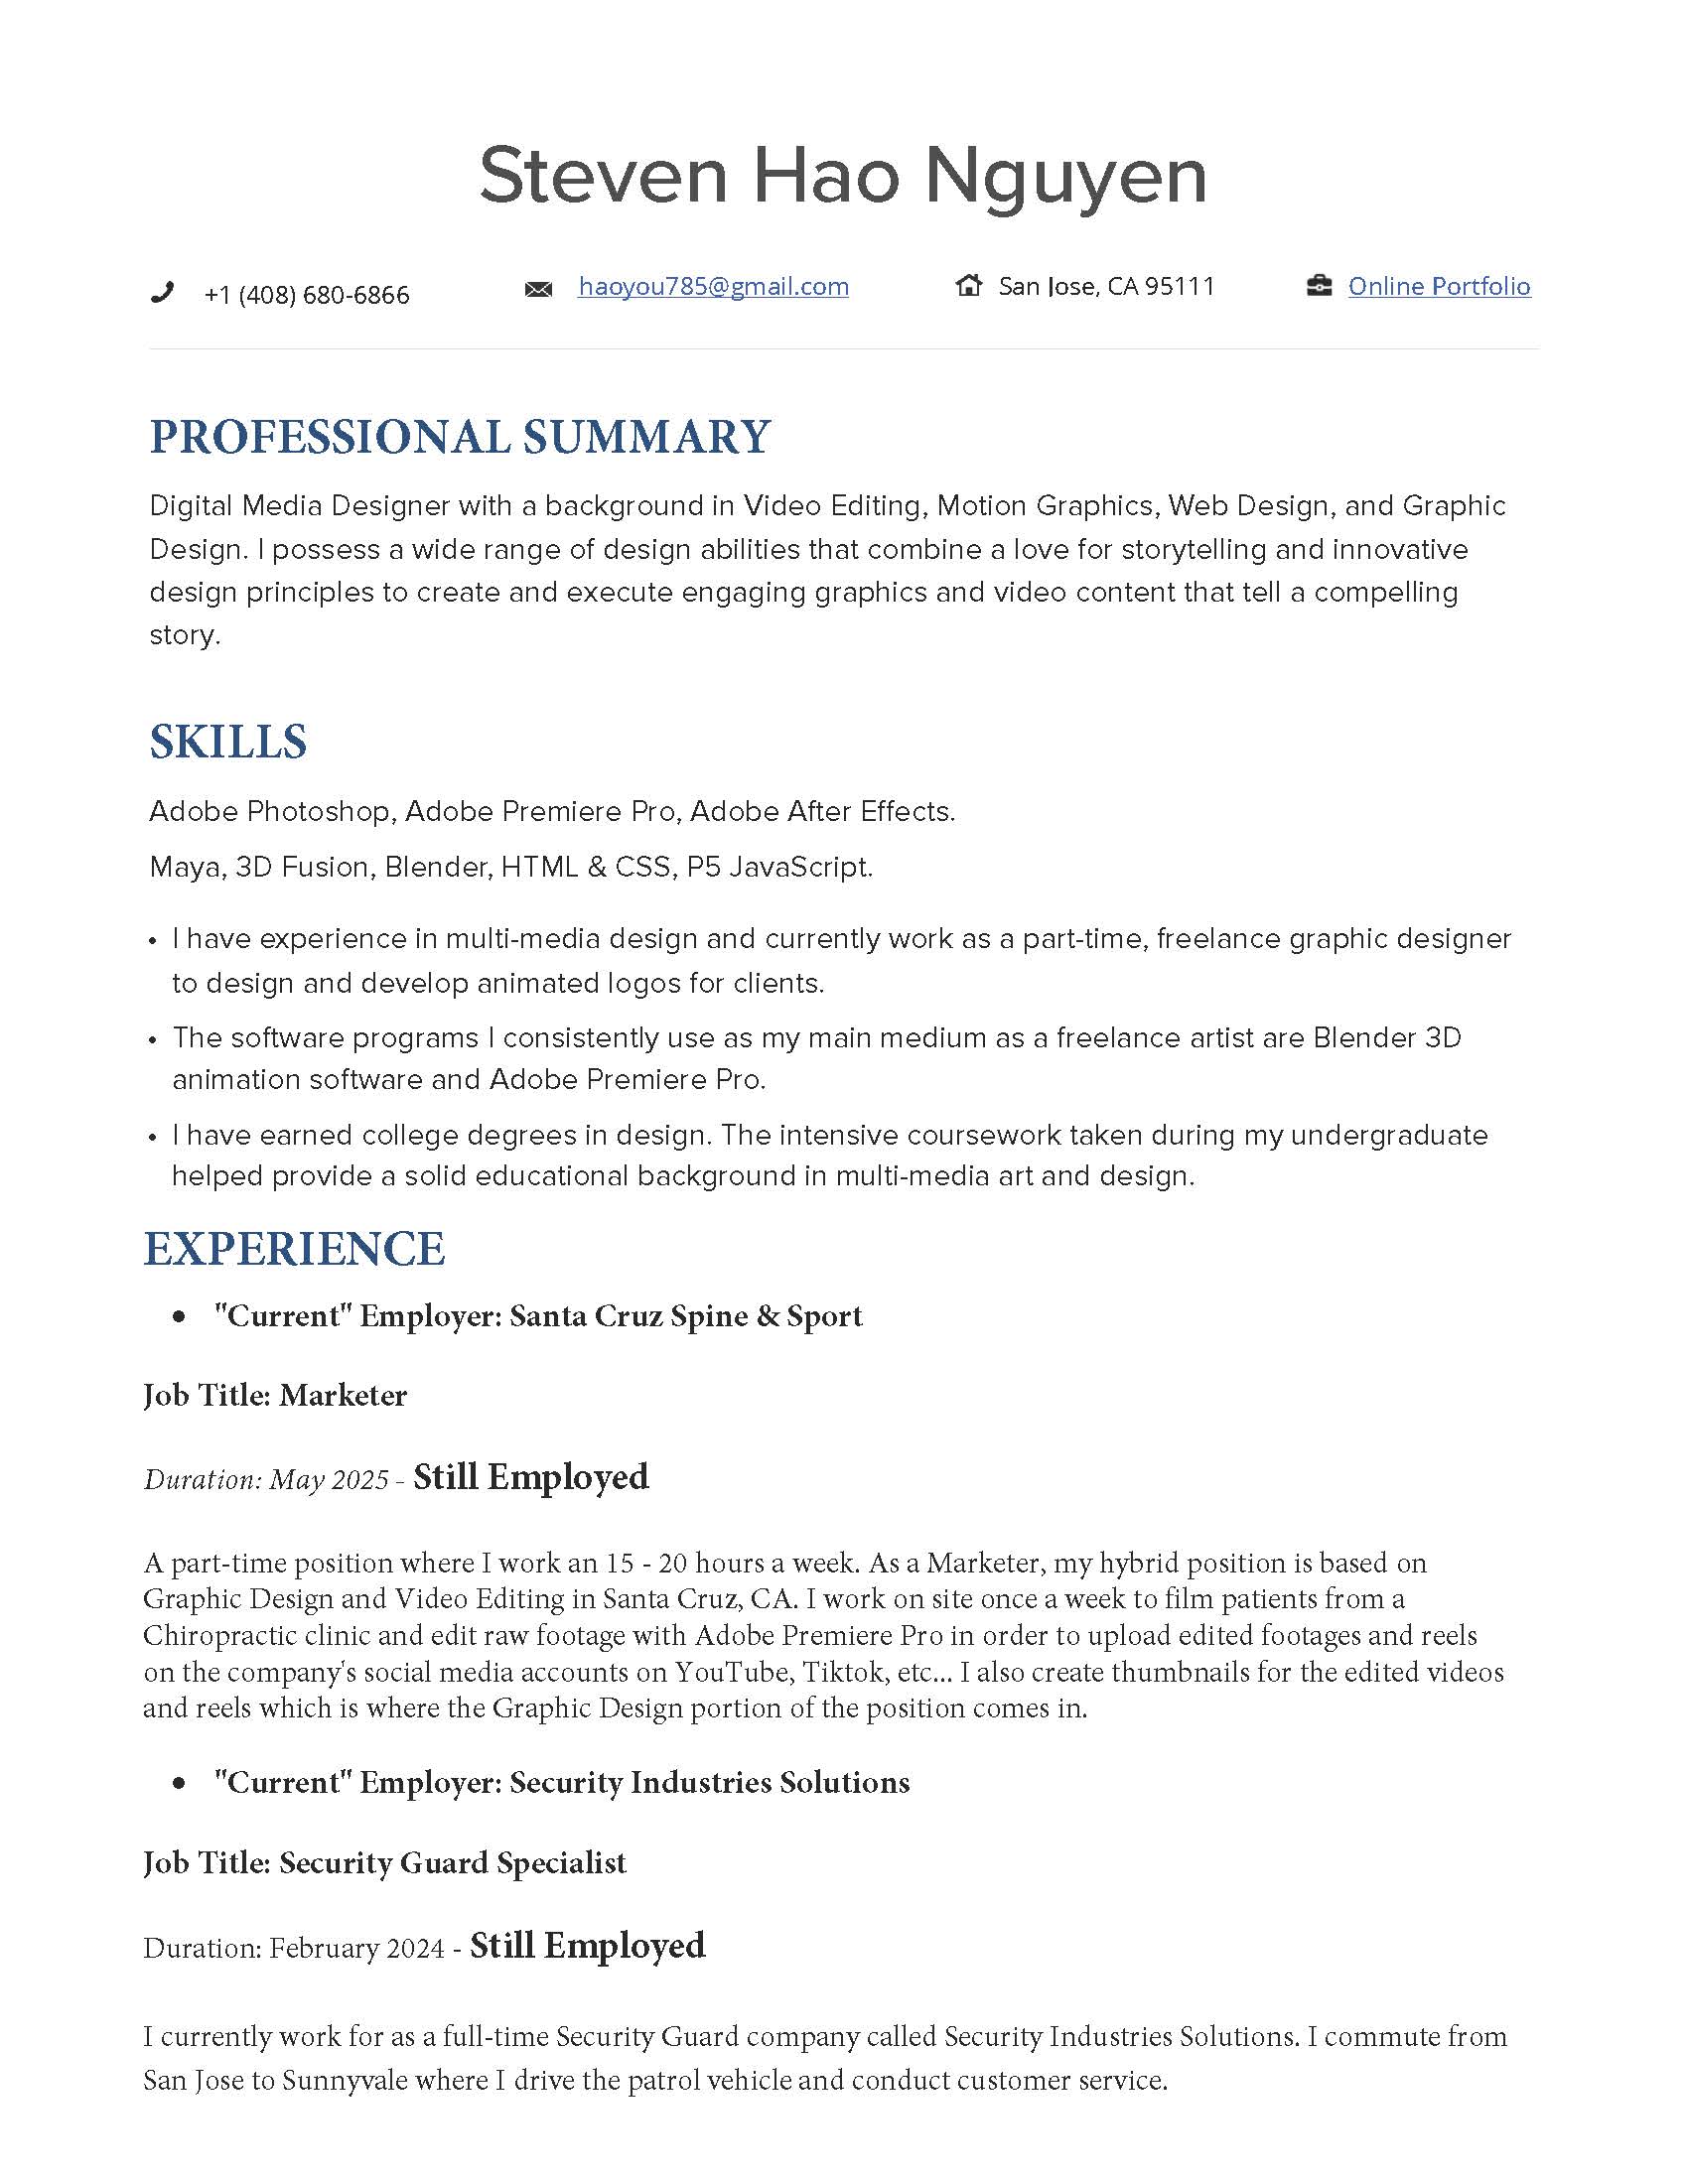 Steven Hao Nguyen
+1 (408) 680-6866 haoyou785@gmail.com San Jose, CA 95111 Online Portfolio
PROFESSIONAL SUMMARY
Digital Media Designer with a background in Video Editing, Motion Graphics, Web Design, and Graphic
Design. I possess a wide range of design abilities that combine a love for storytelling and innovative
design principles to create and execute engaging graphics and video content that tell a compelling
story.
SKILLS
Adobe Photoshop, Adobe Premiere Pro, Adobe After Effects.
Maya, 3D Fusion, Blender, HTML & CSS, P5 JavaScript.
• I have experience in multi-media design and currently work as a part-time, freelance graphic designer
to design and develop animated logos for clients.
• The software programs I consistently use as my main medium as a freelance artist are Blender 3D
animation software and Adobe Premiere Pro.
• I have earned college degrees in design. The intensive coursework taken during my undergraduate
helped provide a solid educational background in multi-media art and design.
EXPERIENCE
• "Current" Employer: Santa Cruz Spine & Sport
Job Title: Marketer
Duration: May 2025 - Still Employed
A part-time position where I work an 15 - 20 hours a week. As a Marketer, my hybrid position is based on
Graphic Design and Video Editing in Santa Cruz, CA. I work on site once a week to film patients from a
Chiropractic clinic and edit raw footage with Adobe Premiere Pro in order to upload edited footages and reels
on the company's social media accounts on YouTube, Tiktok, etc... I also create thumbnails for the edited videos
and reels which is where the Graphic Design portion of the position comes in.
• "Current" Employer: Security Industries Solutions
Job Title: Security Guard Specialist
Duration: February 2024 - Still Employed
I currently work for as a full-time Security Guard company called Security Industries Solutions. I commute from
San Jose to Sunnyvale where I drive the patrol vehicle and conduct customer service.